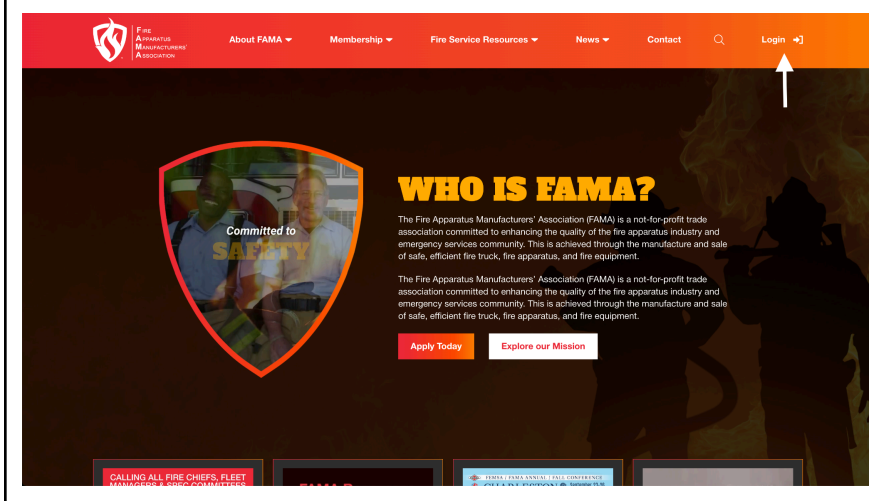 FIRE
APPARATUS
MANUFACTURERS'
ASSOCIATION
About FAMA
Membership
Fire Service Resources
News
Contact
Login
Committed to
SAFETY
WHO IS FAMA?
The Fire Apparatus Manufacturers' Association (FAMA) is a not-for-profit trade
association committed to enhancing the quality of the fire apparatus industry and
emergency services community. This is achieved through the manufacture and sale
of safe, efficient fire truck, fire apparatus, and fire equipment.
The Fire Apparatus Manufacturers' Association (FAMA) is a not-for-profit trade
association committed to enhancing the quality of the fire apparatus industry and
emergency services community. This is achieved through the manufacture and sale
of safe, efficient fire truck, fire apparatus, and fire equipment.
Apply Today
Explore our Mission
CALLING ALL FIRE CHIEFS, FLEET
MANAGERS & SPEC COMMITTEES
FAMA
FEMSA | FAMA ANNUAL | FALL CONFERENCE
CHARLESTON